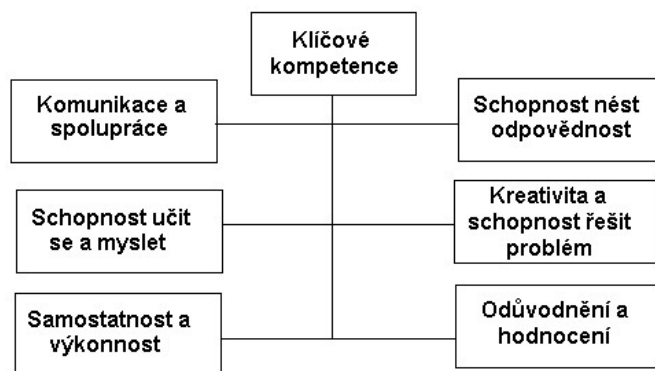 Klíčové
kompetence
Komunikace a
spolupráce
Schopnost nést
odpovědnost
Schopnost učit
se a myslet
Kreativita a
schopnost řešit
problém
Samostatnost a
výkonnost
Odůvodnění a
hodnocení